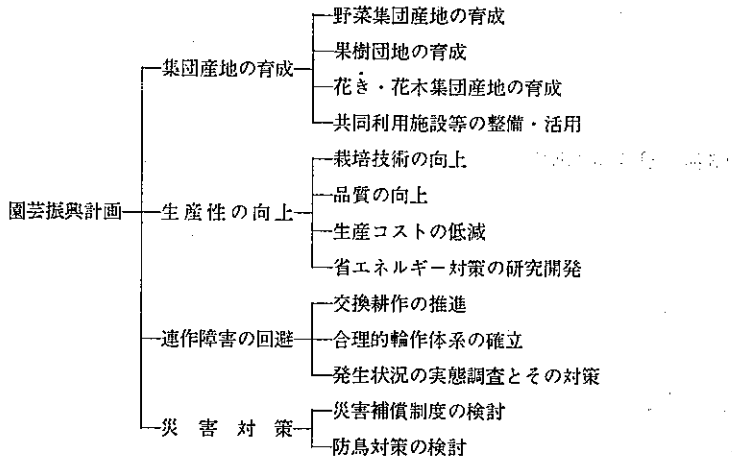 園芸振興計画
集団産地の育成
野菜集団産地の育成
果樹団地の育成
花き・花木集団産地の育成
共同利用施設等の整備・活用
生産性の向上
栽培技術の向上
品質の向上
生産コストの低減
省エネルギー対策の研究開発
連作障害の回避
交換耕作の推進
合理的輪作体系の確立
発生状況の実態調査とその対策
災害対策
災害補償制度の検討
防鳥対策の検討